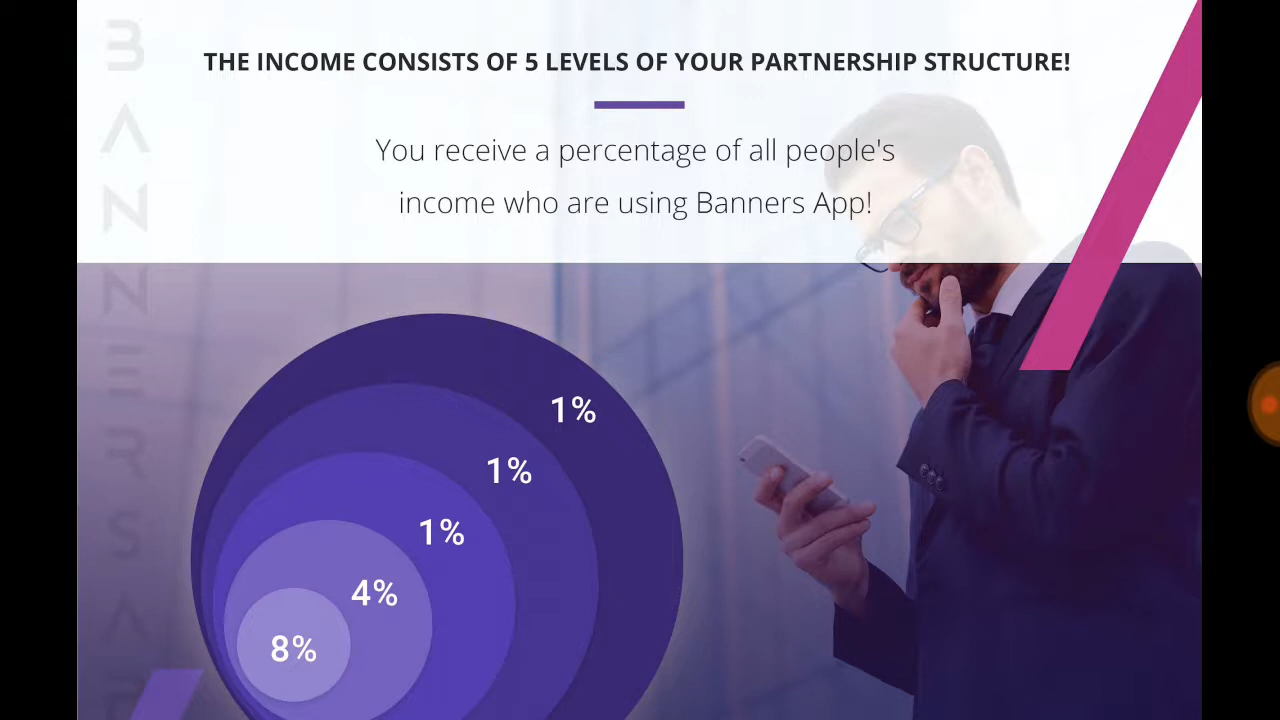 THE INCOME CONSISTS OF 5 LEVELS OF YOUR PARTNERSHIP STRUCTURE!
You receive a percentage of all people's
income who are using Banners App!
1%
1%
1%
4%
8%
B
A
N
N
E
R
S
A
P